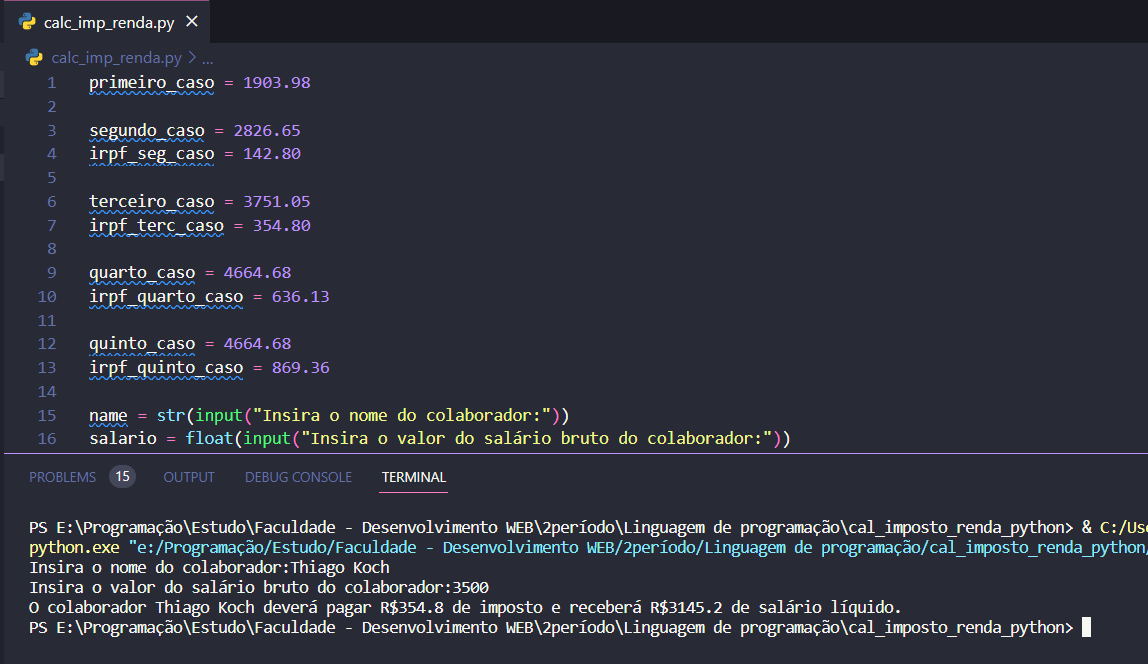 calc_imp_renda.py ×
calc_imp_renda.py > ...
1 primeiro_caso = 1903.98
2
3 segundo_caso = 2826.65
4 irpf_seg_caso = 142.80
5
6 terceiro_caso = 3751.05
7 irpf_terc_caso = 354.80
8
9 quarto_caso = 4664.68
10 irpf_quarto_caso = 636.13
11
12 quinto_caso = 4664.68
13 irpf_quinto_caso = 869.36
14
15 name = str(input("Insira o nome do colaborador:"))
16 salario = float(input("Insira o valor do salário bruto do colaborador:"))
PROBLEMS 15 OUTPUT DEBUG CONSOLE TERMINAL
PS E:\Programação\Estudo\Faculdade - Desenvolvimento WEB\2período\Linguagem de programação\cal_imposto_renda_python> & C:/Use
python.exe "e:/Programação/Estudo/Faculdade - Desenvolvimento WEB/2período/Linguagem de programação/cal_imposto_renda_python/
Insira o nome do colaborador:Thiago Koch
Insira o valor do salário bruto do colaborador:3500
O colaborador Thiago Koch deverá pagar R$354.8 de imposto e receberá R$3145.2 de salário líquido.
PS E:\Programação\Estudo\Faculdade - Desenvolvimento WEB\2período\Linguagem de programação\cal_imposto_renda_python>